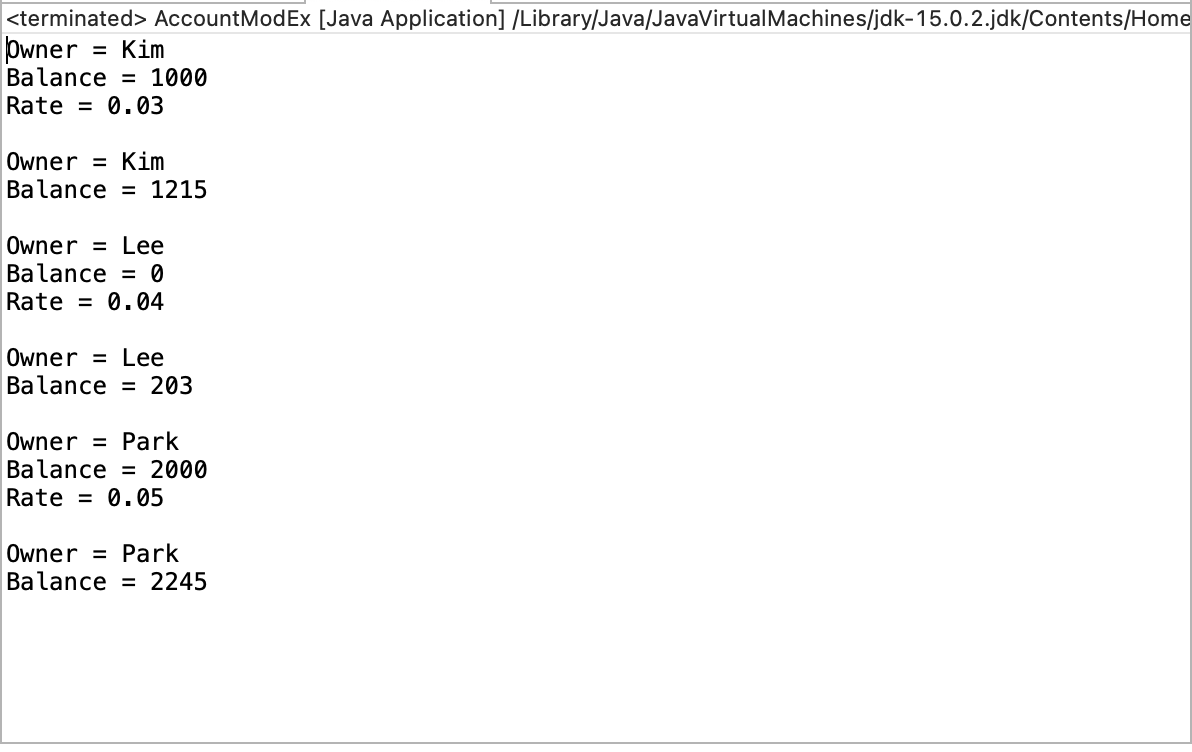 <terminated> AccountModEx [Java Application] /Library/Java/JavaVirtualMachines/jdk-15.0.2.jdk/Contents/Home
Owner = Kim
Balance = 1000
Rate = 0.03
Owner = Kim
Balance = 1215
Owner = Lee
Balance = 0
Rate = 0.04
Owner = Lee
Balance = 203
Owner = Park
Balance = 2000
Rate = 0.05
Owner = Park
Balance = 2245